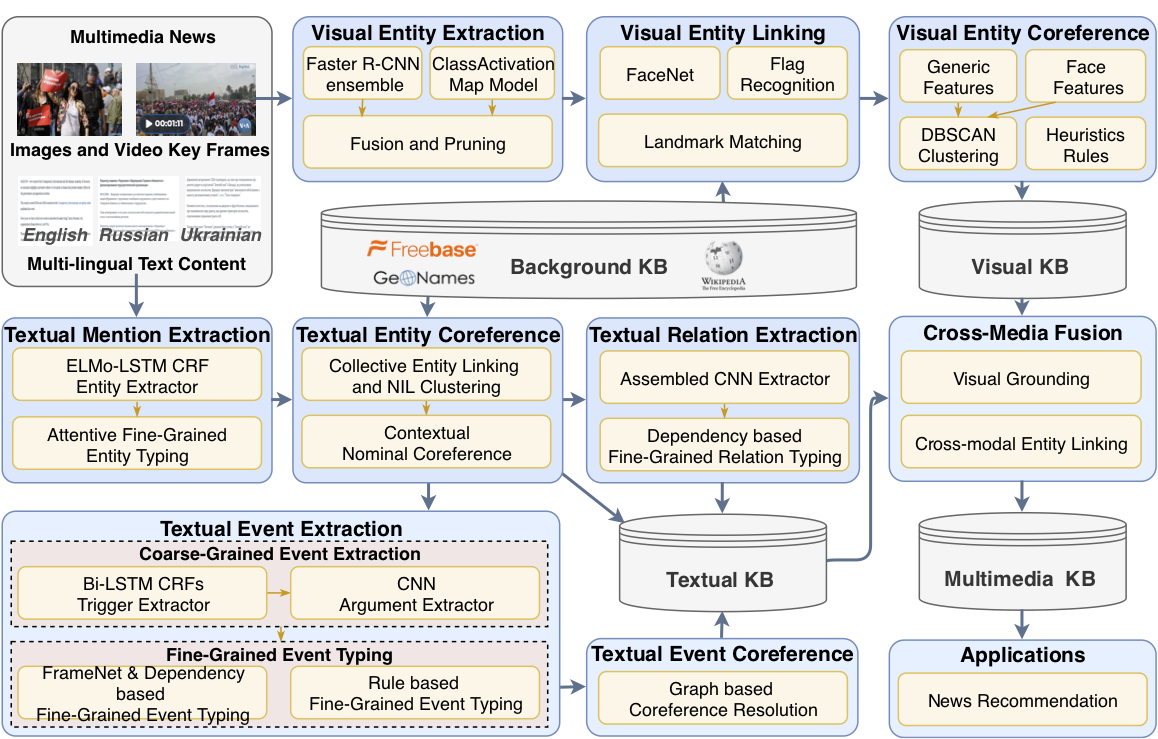 Multimedia News
00:01:11
VOA
Images and Video Key Frames
English Russian Ukrainian
Multi-lingual Text Content
Visual Entity Extraction
Faster R-CNN
ensemble
ClassActivation
Map Model
Fusion and Pruning
Visual Entity Linking
FaceNet
Flag
Recognition
Landmark Matching
Visual Entity Coreference
Generic
Features
Face
Features
DBSCAN
Clustering
Heuristics
Rules
Freebase
GeoNames
Background KB
WIKIPEDIA
The Free Encyclopedia
Visual KB
Textual Mention Extraction
ELMo-LSTM CRF
Entity Extractor
Attentive Fine-Grained
Entity Typing
Textual Entity Coreference
Collective Entity Linking
and NIL Clustering
Contextual
Nominal Coreference
Textual Relation Extraction
Assembled CNN Extractor
Dependency based
Fine-Grained Relation Typing
Cross-Media Fusion
Visual Grounding
Cross-modal Entity Linking
Textual Event Extraction
Coarse-Grained Event Extraction
Bi-LSTM CRFs
Trigger Extractor
CNN
Argument Extractor
Fine-Grained Event Typing
FrameNet & Dependency
based
Fine-Grained Event Typing
Rule based
Fine-Grained Event Typing
Textual KB
Textual Event Coreference
Graph based
Coreference Resolution
Multimedia KB
Applications
News Recommendation